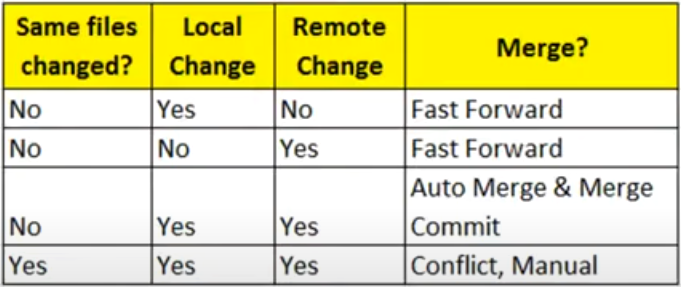 Same files changed? Local Change Remote Change Merge?
No Yes No Fast Forward
No No Yes Fast Forward
No Yes Yes Auto Merge & Merge Commit
Yes Yes Yes Conflict, Manual